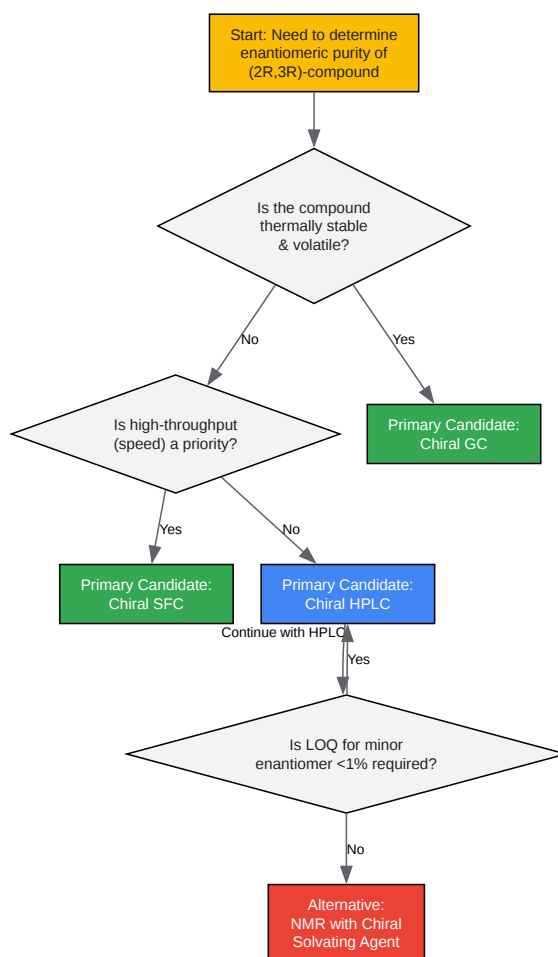 Start: Need to determine
enantiomeric purity of
(2R,3R)-compound
Is the compound
thermally stable
& volatile?
No
Yes
Is high-throughput
(speed) a priority?
Primary Candidate:
Chiral GC
Yes
No
Primary Candidate:
Chiral SFC
Primary Candidate:
Chiral HPLC
Continue with HPLC
Yes
Is LOQ for minor
enantiomer <1% required?
No
Alternative:
NMR with Chiral
Solvating Agent